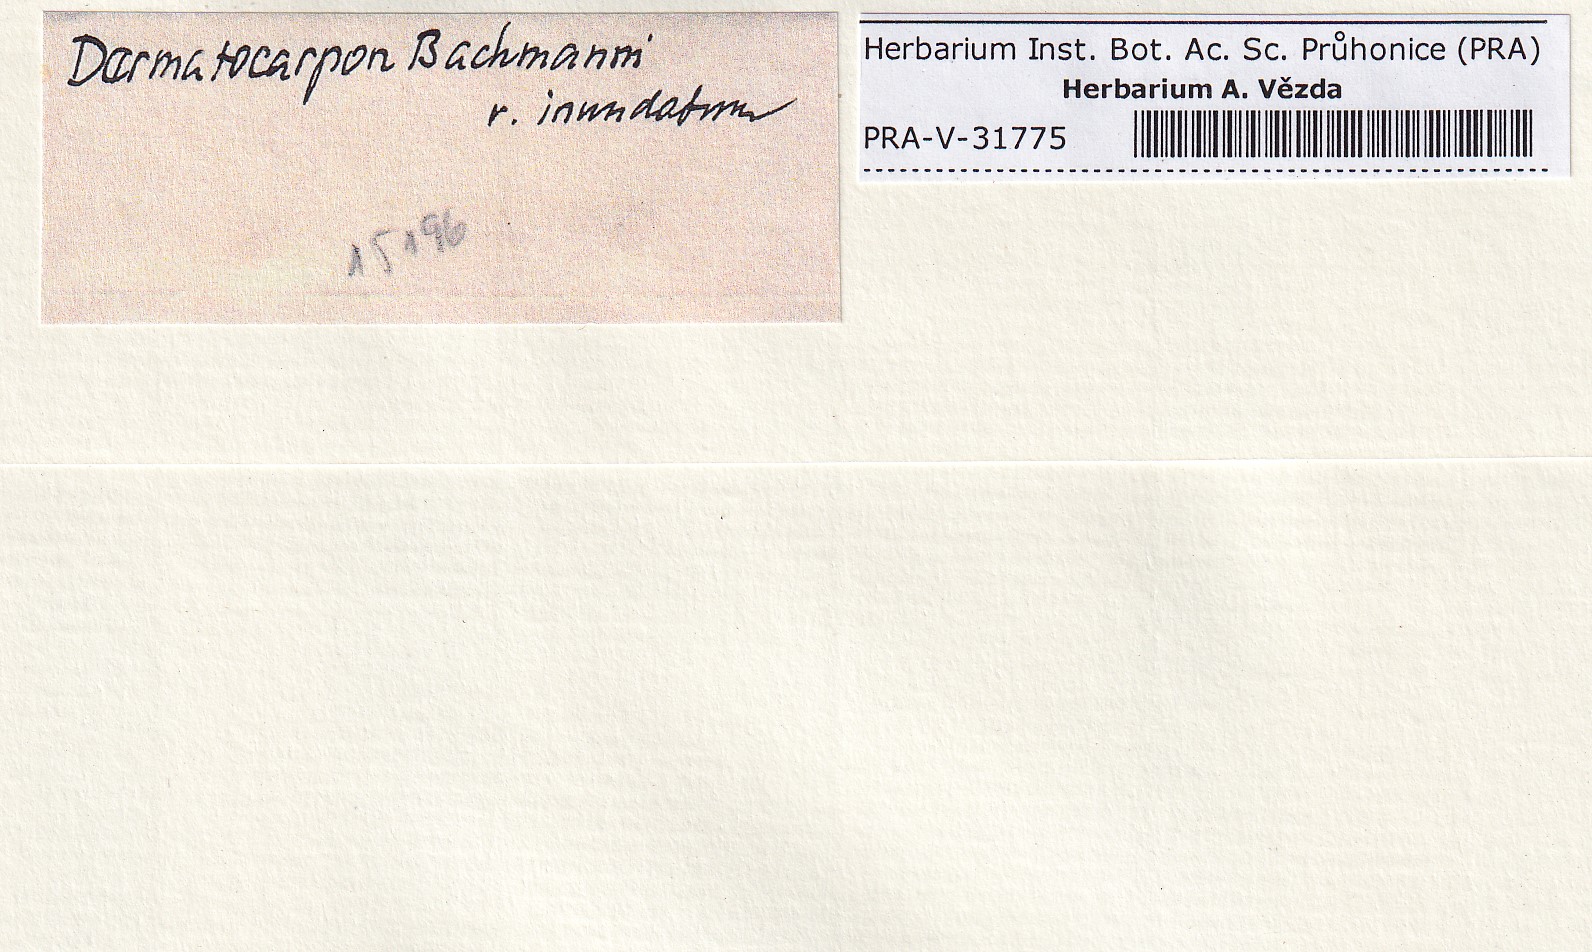 Dermatocarpon Bachmanni
v. inundatum
15196
Herbarium Inst. Bot. Ac. Sc. Průhonice (PRA)
Herbarium A. Vězda
PRA-V-31775